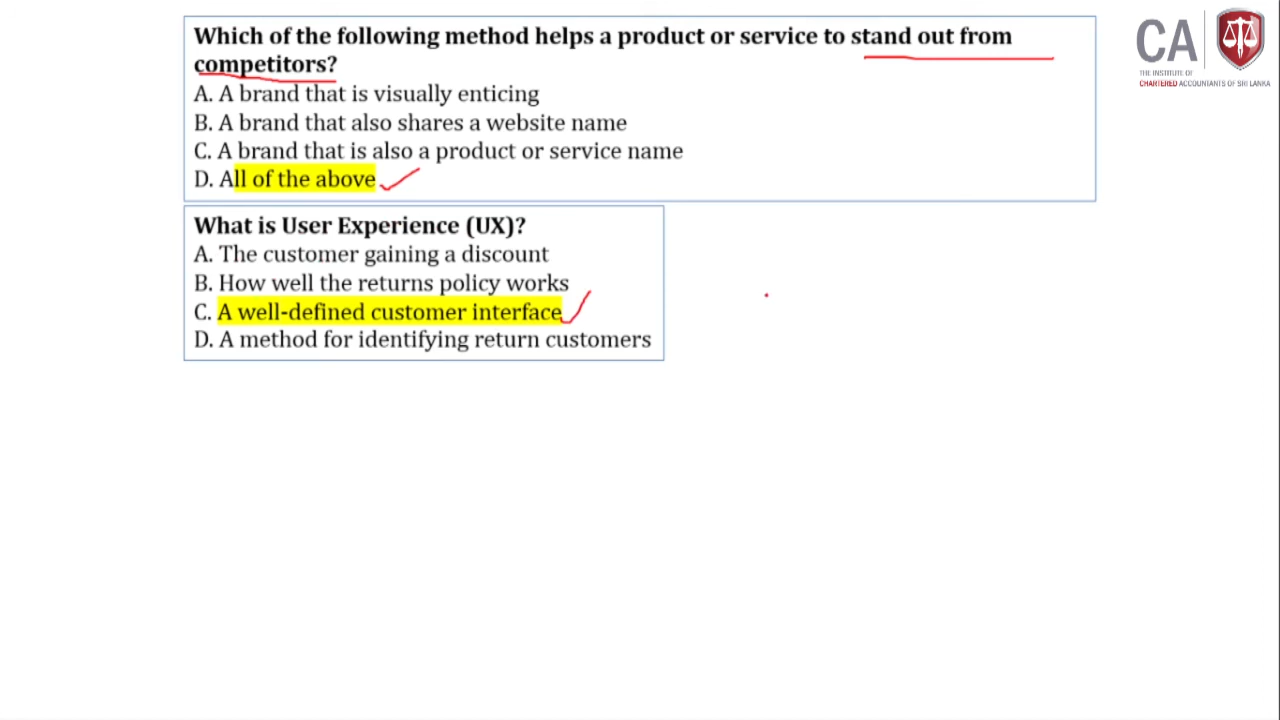 Which of the following method helps a product or service to stand out from
competitors?
A. A brand that is visually enticing
B. A brand that also shares a website name
C. A brand that is also a product or service name
D. All of the above
What is User Experience (UX)?
A. The customer gaining a discount
B. How well the returns policy works
C. A well-defined customer interface
D. A method for identifying return customers
CA
THE INSTITUTE OF
CHARTERED ACCOUNTANTS OF SRI LANKA